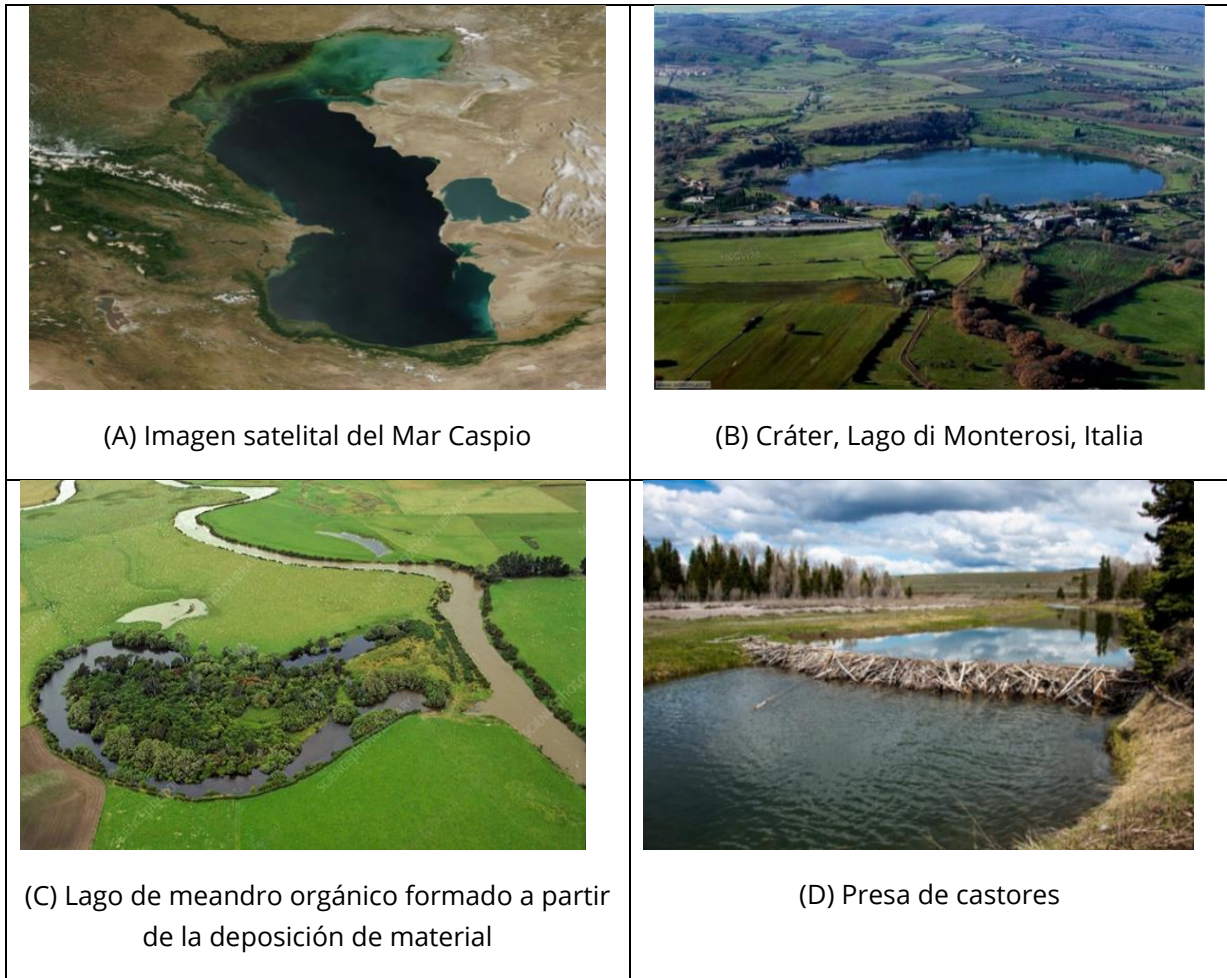 (A) Imagen satelital del Mar Caspio
(B) Cráter, Lago di Monterosi, Italia
(C) Lago de meandro orgánico formado a partir
de la deposición de material
(D) Presa de castores